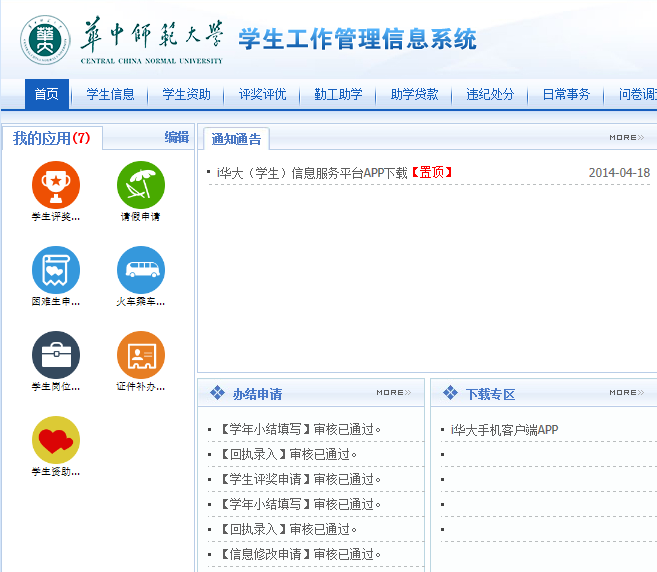 華中師範大學 學生工作管理信息系统
CENTRAL CHINA NORMAL UNIVERSITY
首页 学生信息 学生资助 评奖评优 勤工助学 助学贷款 违纪处分 日常事务 问卷调
我的应用(7) 编辑
学生评奖... 请假申请
困难生申... 火车乘车...
学生岗位... 证件补办...
学生资助...
通知通告 MORE
i华大（学生）信息服务平台APP下载【置顶】 2014-04-18
办结申请 MORE
【学年小结填写】审核已通过。
【回执录入】审核已通过。
【学生评奖申请】审核已通过。
【学年小结填写】审核已通过。
【回执录入】审核已通过。
【信息修改申请】审核已通过。
下载专区 MORE
i华大手机客户端APP